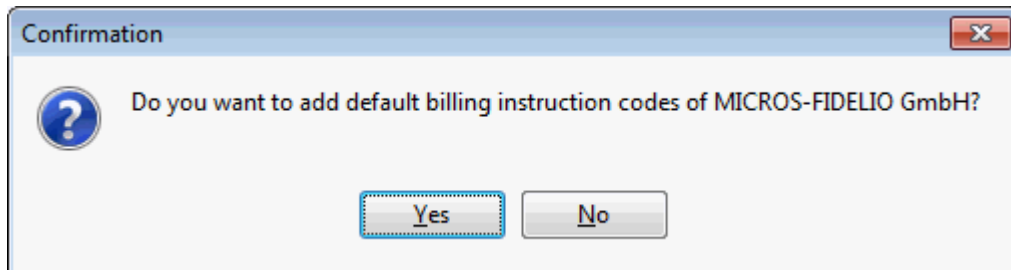 Confirmation
Do you want to add default billing instruction codes of MICROS-FIDELIO GmbH?
Yes
No